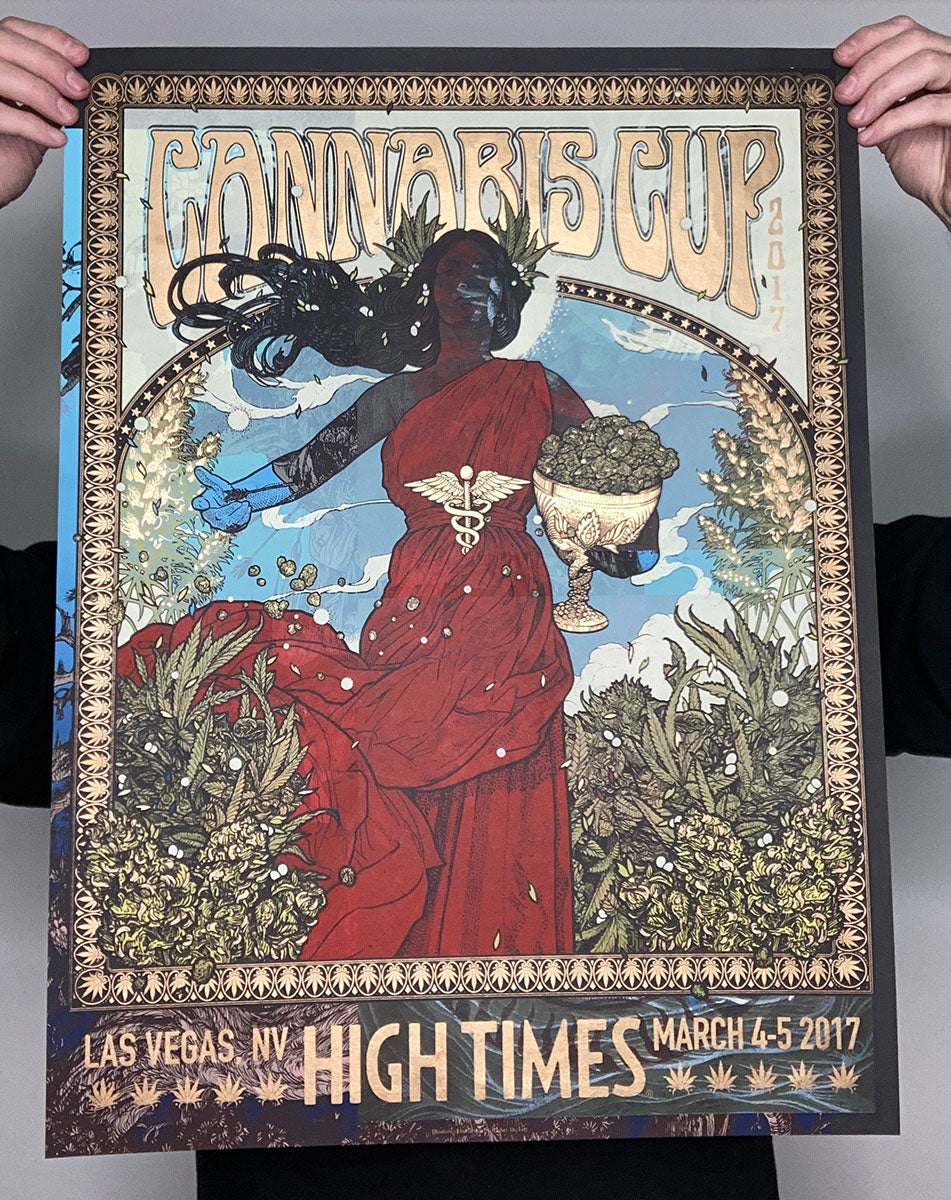 CANNABIS CUP
2017
LAS VEGAS, NV HIGH TIMES MARCH 4-5 2017